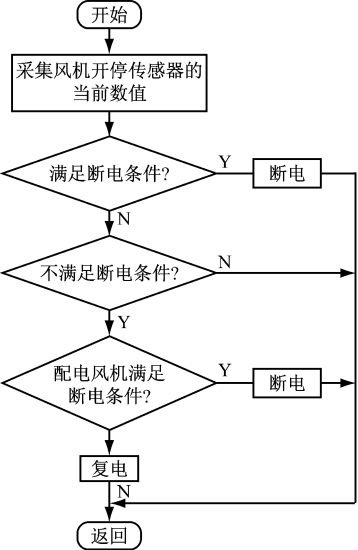 开始
采集风机开停传感器的
当前数值
满足断电条件?
Y
断电
N
不满足断电条件?
N
Y
配电风机满足
断电条件?
Y
断电
复电
N
返回